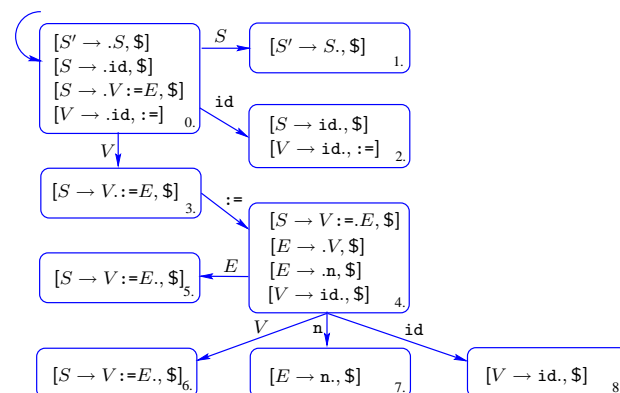 [S′ → .S, $]
[S → .id, $]
[S → .V:=E, $]
[V → .id, :=]
0.
S
[S′ → S., $]
1.
id
[S → id., $]
[V → id., :=]
2.
V
[S → V.:=E, $]
3.
:=
[S → V:=.E, $]
[E → .V, $]
[E → .n, $]
[V → id., $]
4.
E
[S → V:=E., $]
5.
V
n
id
[S → V:=E., $]
6.
[E → n., $]
7.
[V → id., $]
8